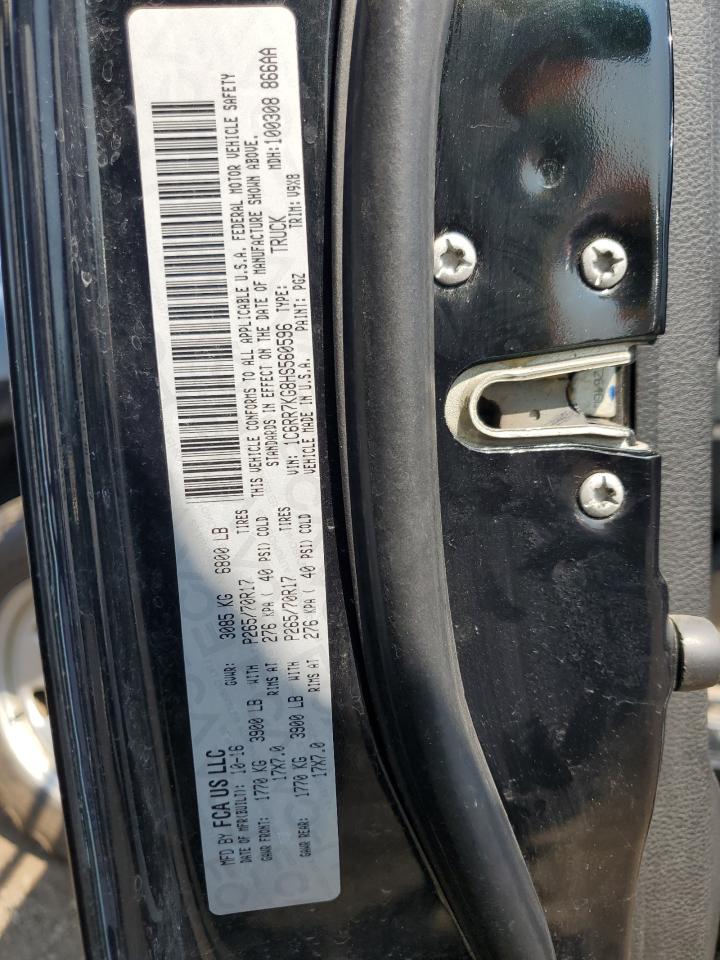 MFD BY FCA US LLC
DATE OF MFR(BUILT): 10-16 GVWR: 3085 KG 6800 LB
GAWR FRONT: 1770 KG 3900 LB WITH P265/70R17 TIRES
17X7.0 RIMS AT 276 KPA ( 40 PSI) COLD
GAWR REAR: 1770 KG 3900 LB WITH P265/70R17 TIRES
17X7.0 RIMS AT 276 KPA ( 40 PSI) COLD
THIS VEHICLE CONFORMS TO ALL APPLICABLE U.S.A. FEDERAL MOTOR VEHICLE SAFETY
STANDARDS IN EFFECT ON THE DATE OF MANUFACTURE SHOWN ABOVE.
VIN: 1C6RR7KG8HS560596 TYPE: TRUCK MDH:100308 866AA
VEHICLE MADE IN U.S.A. PAINT: PGZ TRIM: V9X8